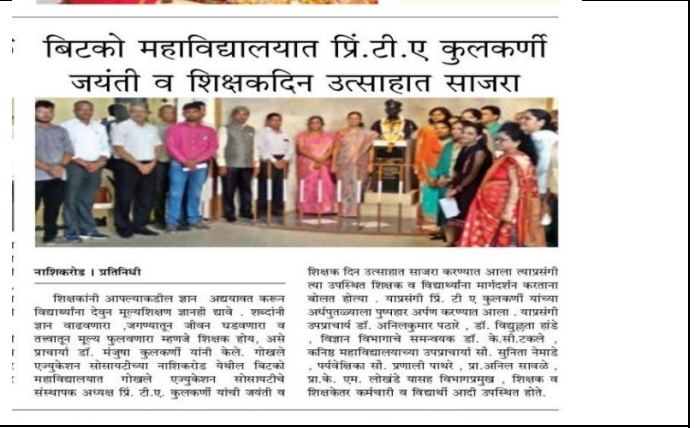 बिटको महाविद्यालयात प्रिं.टी.ए कुलकर्णी
जयंती व शिक्षकदिन उत्साहात साजरा
नाशिकरोड । प्रतिनिधी
शिक्षकांनी आपल्याकडील ज्ञान अद्ययावत करून
विद्यार्थ्यांना देवुन मूल्यशिक्षण ज्ञानही द्यावे . शब्दांनी
ज्ञान वाढवणारा ,जगण्यातून जीवन घडवणारा व
तत्त्वातून मूल्य फुलवणारा म्हणजे शिक्षक होय, असे
प्राचार्या डॉ. मंजुषा कुलकर्णी यांनी केले. गोखले
एज्युकेशन सोसायटीच्या नाशिकरोड येथील बिटको
महाविद्यालयात गोखले एज्युकेशन सोसायटीचे
संस्थापक अध्यक्ष प्रिं. टी.ए. कुलकर्णी यांची जयंती व
शिक्षक दिन उत्साहात साजरा करण्यात आला त्याप्रसंगी
त्या उपस्थित शिक्षक व विद्यार्थ्यांना मार्गदर्शन करताना
बोलत होत्या . याप्रसंगी प्रिं. टी ए कुलकर्णी यांच्या
अर्धपुतळ्याला पुष्पहार अर्पण करण्यात आला . याप्रसंगी
उपप्राचार्य डॉ. अनिलकुमार पठारे , डॉ. विद्युल्लता हांडे
, विज्ञान विभागाचे समन्वयक डॉ. के.सी.टकले ,
कनिष्ठ महाविद्यालयाच्या उपप्राचार्या सौ. सुनिता नेमाडे
, पर्यवेक्षिका सौ. प्रणाली पाथरे , प्रा.अनिल सावळे ,
प्रा.के. एम. लोखंडे यासह विभागप्रमुख , शिक्षक व
शिक्षकेतर कर्मचारी व विद्यार्थी आदी उपस्थित होते.